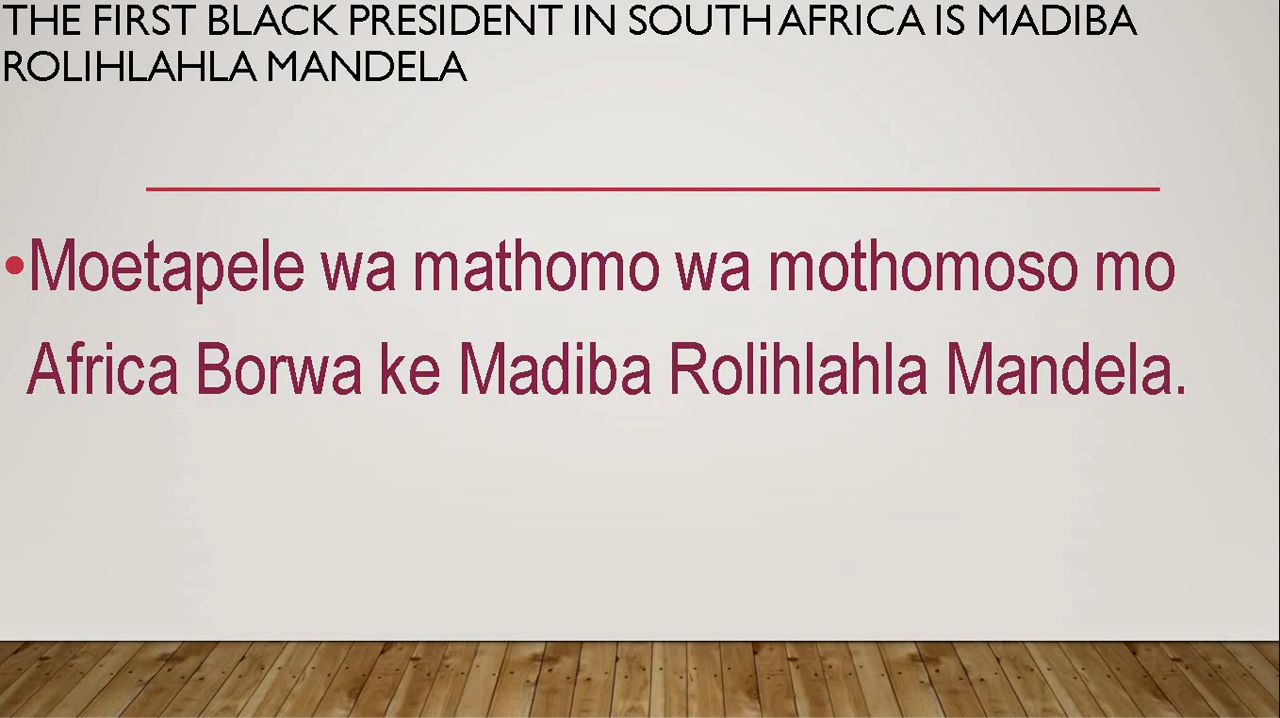 THE FIRST BLACK PRESIDENT IN SOUTH AFRICA IS MADIBA
ROLIHLAHLA MANDELA
•Moetapele wa mathomo wa mothomoso mo
Africa Borwa ke Madiba Rolihlahla Mandela.